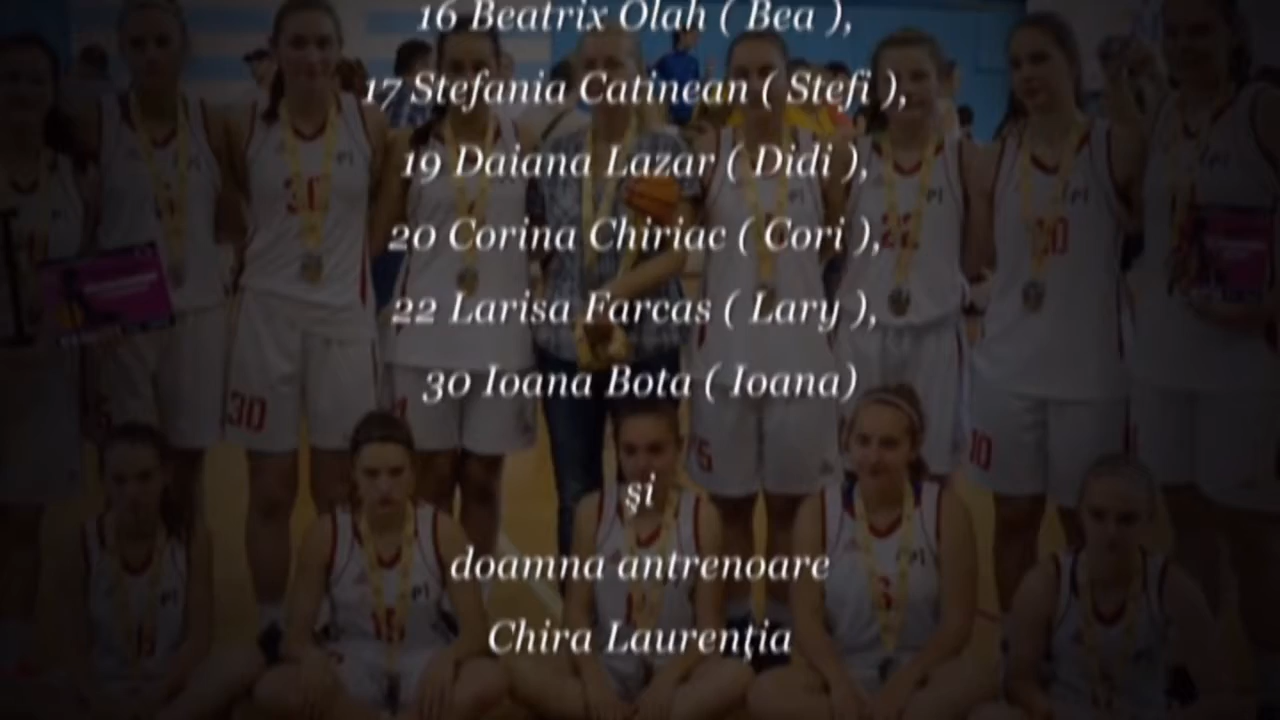 16 Beatrix Olah ( Bea ),
17 Stefania Catinean ( Stefi ),
19 Daiana Lazar ( Didi ),
20 Corina Chiriac ( Cori ),
22 Larisa Farcas ( Lary ),
30 Ioana Bota ( Ioana)
şi
doamna antrenoare
Chira Laurenţia